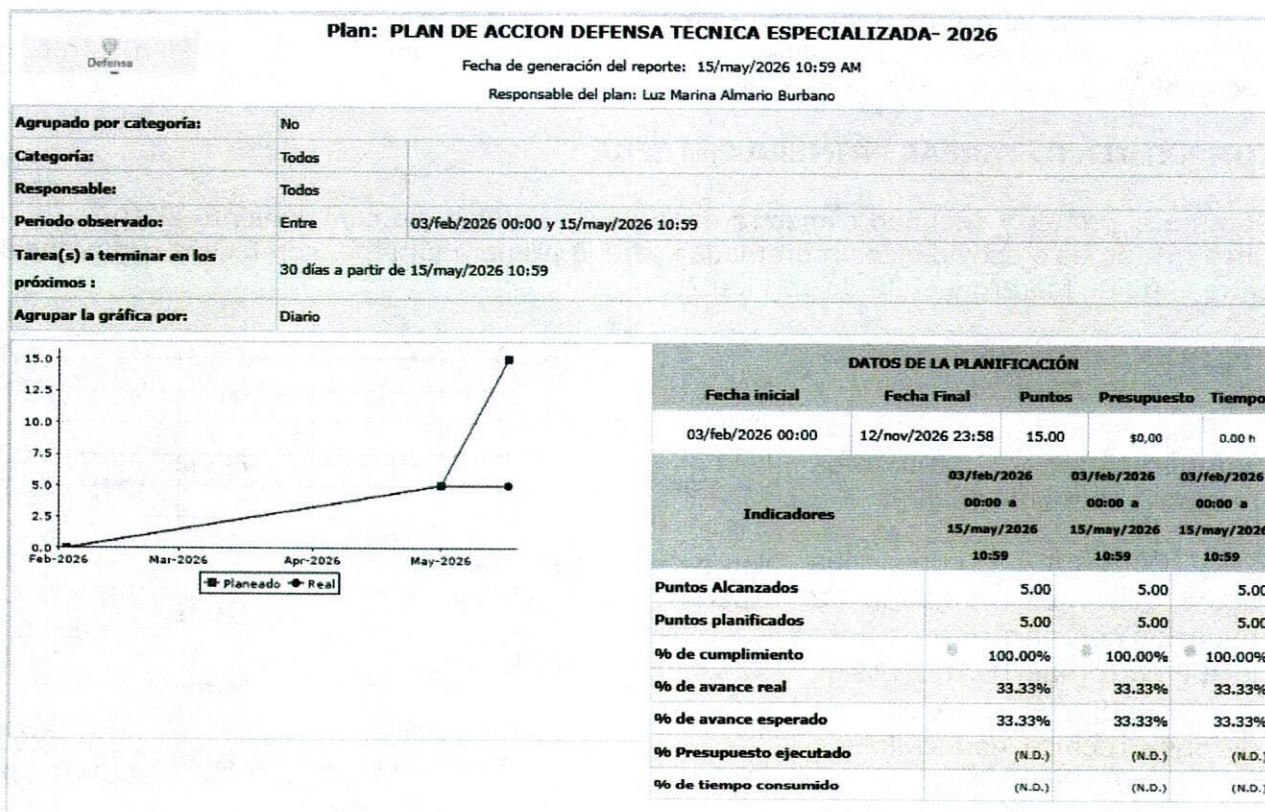 Plan: PLAN DE ACCION DEFENSA TECNICA ESPECIALIZADA- 2026
Defensa
Fecha de generación del reporte: 15/may/2026 10:59 AM
Responsable del plan: Luz Marina Almario Burbano
Agrupado por categoría: No
Categoría: Todos
Responsable: Todos
Periodo observado: Entre 03/feb/2026 00:00 y 15/may/2026 10:59
Tarea(s) a terminar en los
próximos : 30 días a partir de 15/may/2026 10:59
Agrupar la gráfica por: Diario
15.0
12.5
10.0
7.5
5.0
2.5
0.0
Feb-2026 Mar-2026 Apr-2026 May-2026
Planeado Real
DATOS DE LA PLANIFICACIÓN
Fecha inicial Fecha Final Puntos Presupuesto Tiempo
03/feb/2026 00:00 12/nov/2026 23:58 15.00 $0,00 0.00 h
Indicadores
03/feb/2026 03/feb/2026 03/feb/2026
00:00 a 00:00 a 00:00 a
15/may/2026 15/may/2026 15/may/2026
10:59 10:59 10:59
Puntos Alcanzados 5.00 5.00 5.00
Puntos planificados 5.00 5.00 5.00
% de cumplimiento 100.00% 100.00% 100.00%
% de avance real 33.33% 33.33% 33.33%
% de avance esperado 33.33% 33.33% 33.33%
% Presupuesto ejecutado (N.D.) (N.D.) (N.D.)
% de tiempo consumido (N.D.) (N.D.) (N.D.)